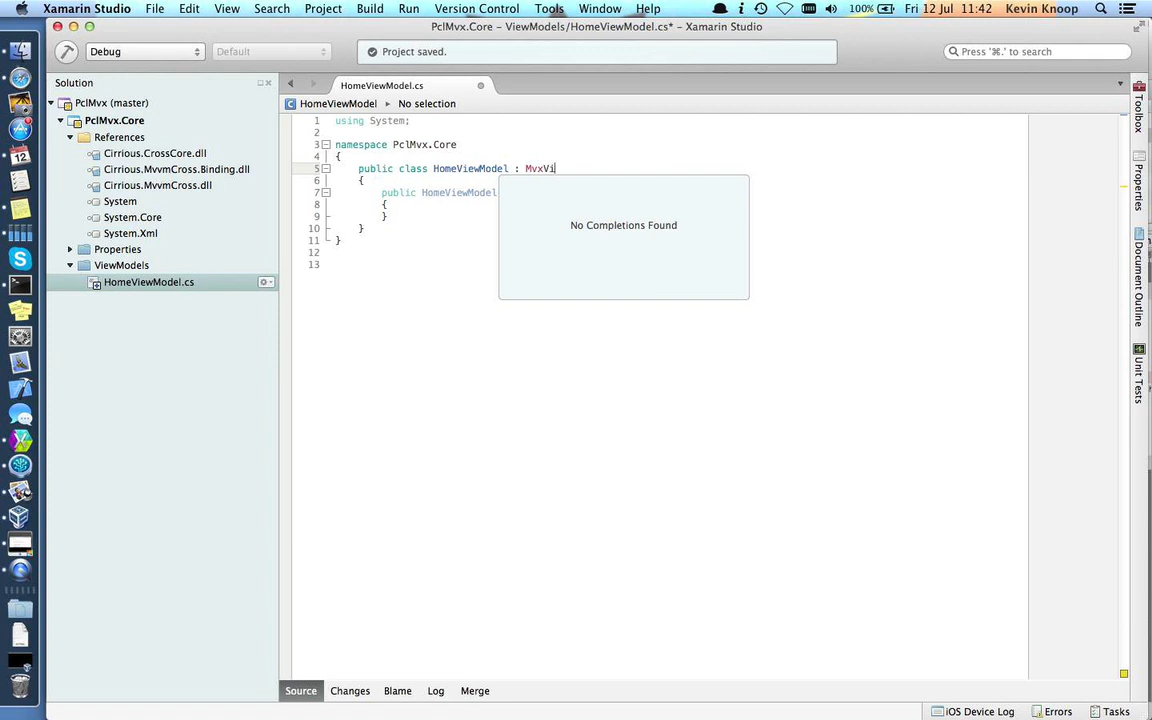 Xamarin Studio File Edit View Search Project Build Run Version Control Tools Window Help 100% Fri 12 Jul 11:42 Kevin Knoop
PclMvx.Core – ViewModels/HomeViewModel.cs* – Xamarin Studio
Debug Default Project saved. Press '⌘.' to search
Solution
HomeViewModel.cs
PclMvx (master)
HomeViewModel ▸ No selection
PclMvx.Core
References
Cirrious.CrossCore.dll
Cirrious.MvvmCross.Binding.dll
Cirrious.MvvmCross.dll
System
System.Core
System.Xml
Properties
ViewModels
HomeViewModel.cs
1 using System;
2
3 namespace PclMvx.Core
4 {
5 public class HomeViewModel : MvxVi
6 {
7 public HomeViewModel
8 {
9 }
10 }
11 }
12
13
No Completions Found
Toolbox
Properties
Document Outline
Unit Tests
Source Changes Blame Log Merge
iOS Device Log Errors Tasks